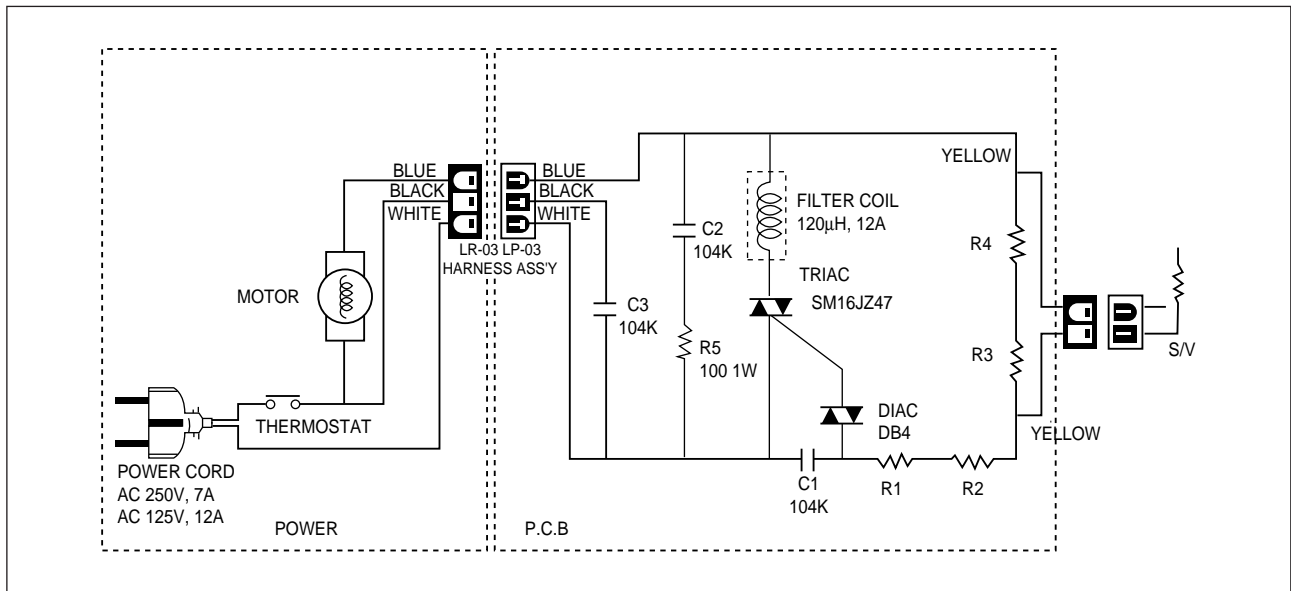 BLUE
BLACK
WHITE
BLUE
BLACK
WHITE
LR-03 LP-03
HARNESS ASS'Y
MOTOR
THERMOSTAT
POWER CORD
AC 250V, 7A
AC 125V, 12A
POWER
P.C.B
C3
104K
C2
104K
R5
100 1W
FILTER COIL
120μH, 12A
TRIAC
SM16JZ47
DIAC
DB4
C1
104K
R1
R2
YELLOW
R4
R3
YELLOW
S/V